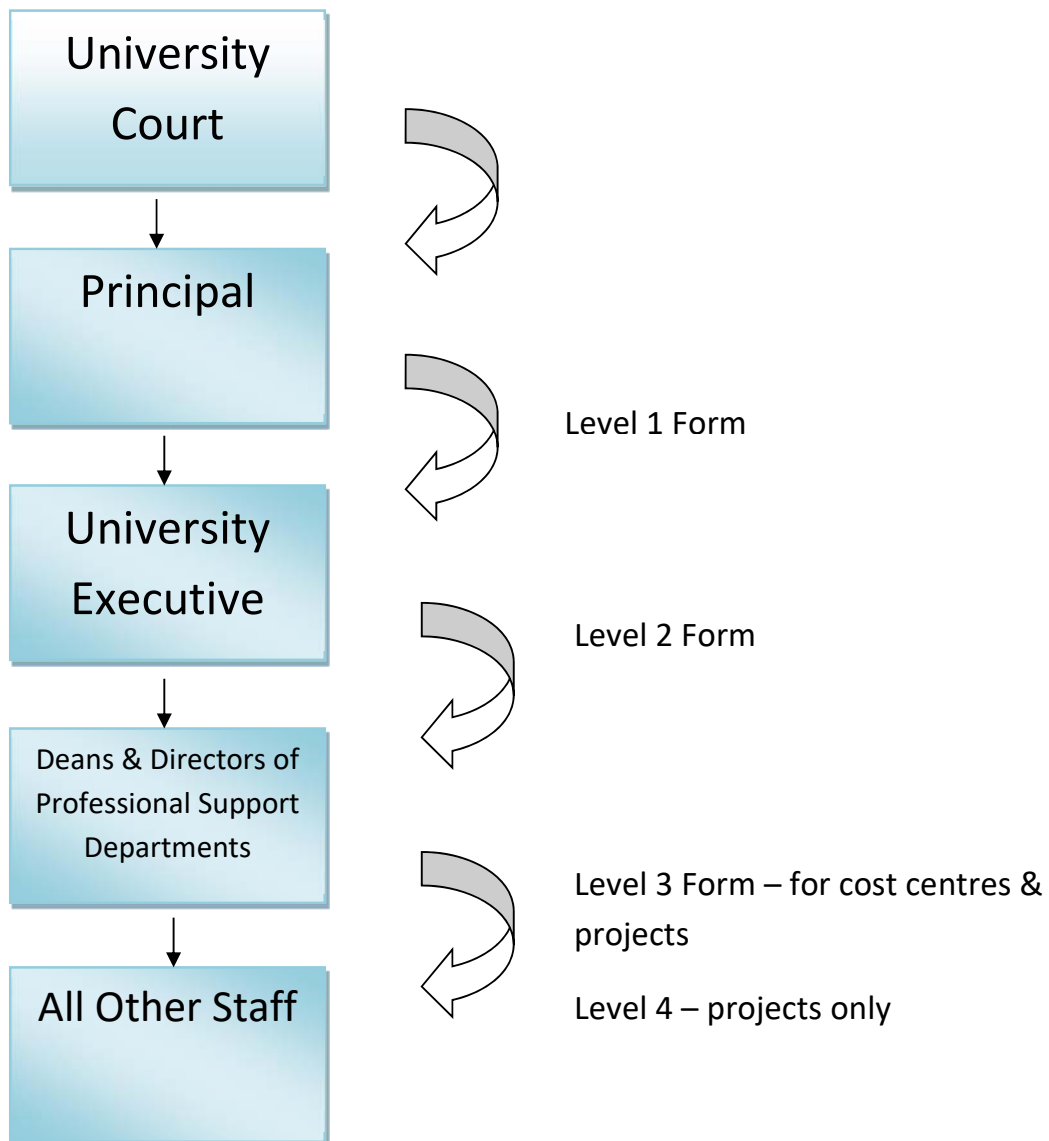 University
Court
Principal
Level 1 Form
University
Executive
Level 2 Form
Deans & Directors of
Professional Support
Departments
Level 3 Form – for cost centres &
projects
All Other Staff
Level 4 – projects only